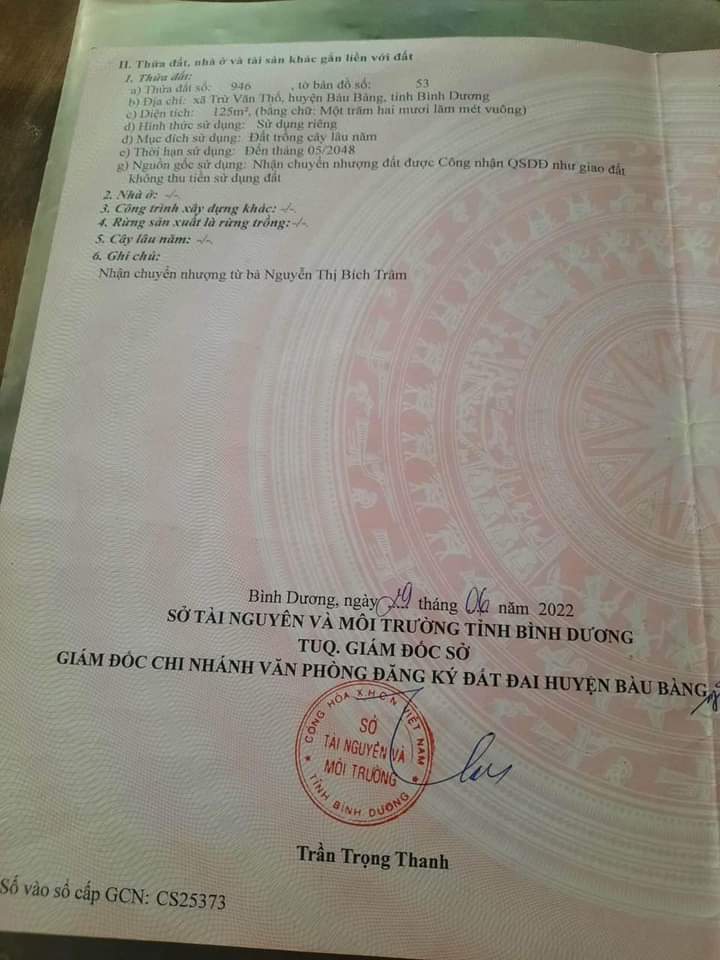 II. Thửa đất, nhà ở và tài sản khác gắn liền với đất
1. Thửa đất:
a) Thửa đất số: 946 , tờ bản đồ số: 53
b) Địa chỉ: xã Trừ Văn Thố, huyện Bàu Bàng, tỉnh Bình Dương
c) Diện tích: 125m², (bằng chữ: Một trăm hai mươi lăm mét vuông)
d) Hình thức sử dụng: Sử dụng riêng
đ) Mục đích sử dụng: Đất trồng cây lâu năm
e) Thời hạn sử dụng: Đến tháng 05/2048
g) Nguồn gốc sử dụng: Nhận chuyển nhượng đất được Công nhận QSDĐ như giao đất
không thu tiền sử dụng đất
2. Nhà ở: -/-.
3. Công trình xây dựng khác: -/-.
4. Rừng sản xuất là rừng trồng: -/-.
5. Cây lâu năm: -/-.
6. Ghi chú:
Nhận chuyển nhượng từ bà Nguyễn Thị Bích Trâm
Bình Dương, ngày 29 tháng 06 năm 2022
SỞ TÀI NGUYÊN VÀ MÔI TRƯỜNG TỈNH BÌNH DƯƠNG
TUQ. GIÁM ĐỐC SỞ
GIÁM ĐỐC CHI NHÁNH VĂN PHÒNG ĐĂNG KÝ ĐẤT ĐAI HUYỆN BÀU BÀNG
CỘNG HÒA X.H.C.N VIỆT NAM
SỞ
TÀI NGUYÊN VÀ
MÔI TRƯỜNG
★ TỈNH BÌNH DƯƠNG ★
Trần Trọng Thanh
Số vào sổ cấp GCN: CS25373